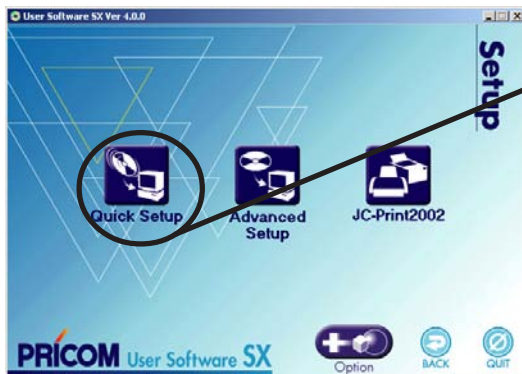 User Software SX Ver 4.0.0
Setup
Quick Setup
Advanced
Setup
JC-Print2002
PRICOM User Software SX
Option
BACK
QUIT